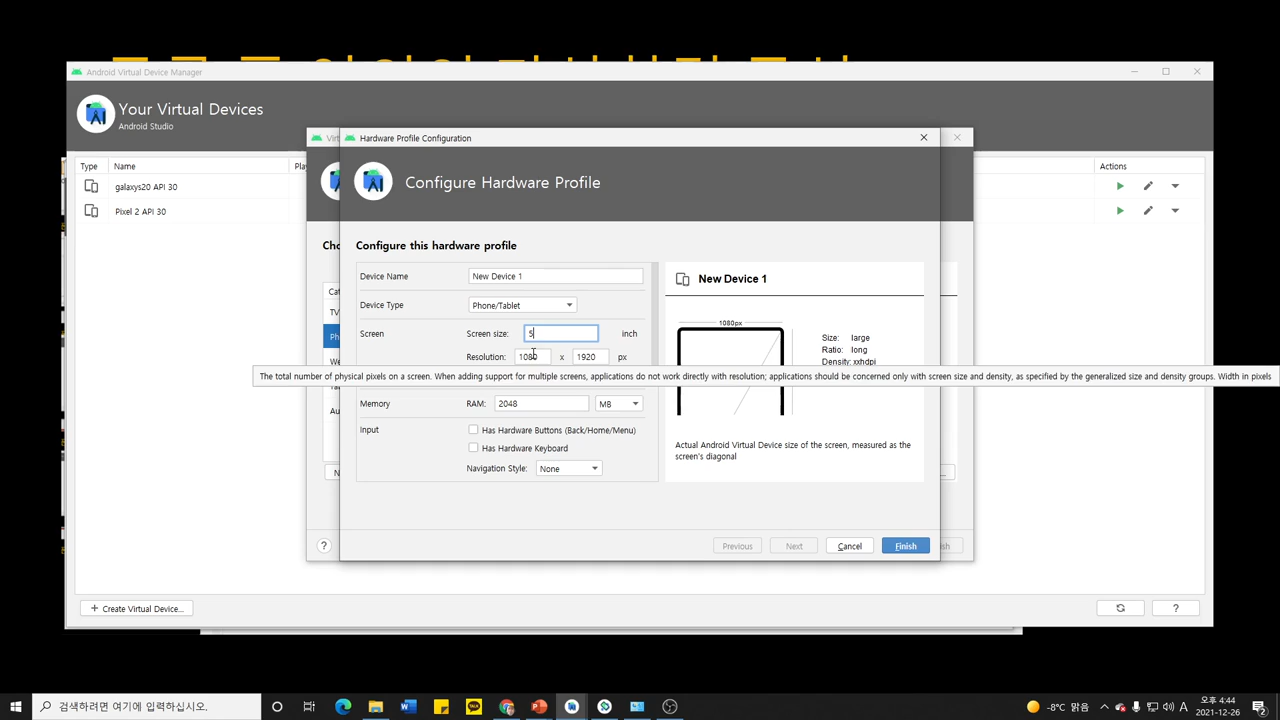 Android Virtual Device Manager
Your Virtual Devices
Android Studio
Type Name Actions
galaxys20 API 30
Pixel 2 API 30
Hardware Profile Configuration
Configure Hardware Profile
Configure this hardware profile
Device Name New Device 1
Device Type Phone/Tablet
Screen Screen size: 5 inch
Resolution: 1080 x 1920 px
The total number of physical pixels on a screen. When adding support for multiple screens, applications do not work directly with resolution; applications should be concerned only with screen size and density, as specified by the generalized size and density groups. Width in pixels
Memory RAM: 2048 MB
Input Has Hardware Buttons (Back/Home/Menu)
Has Hardware Keyboard
Navigation Style: None
New Device 1
1080px
Size: large
Ratio: long
Density: xxhdpi
Actual Android Virtual Device size of the screen, measured as the
screen's diagonal
? Previous Next Cancel Finish
+ Create Virtual Device... ?
검색하려면 여기에 입력하십시오.
-8°C 맑음 A 오후 4:44
2021-12-26